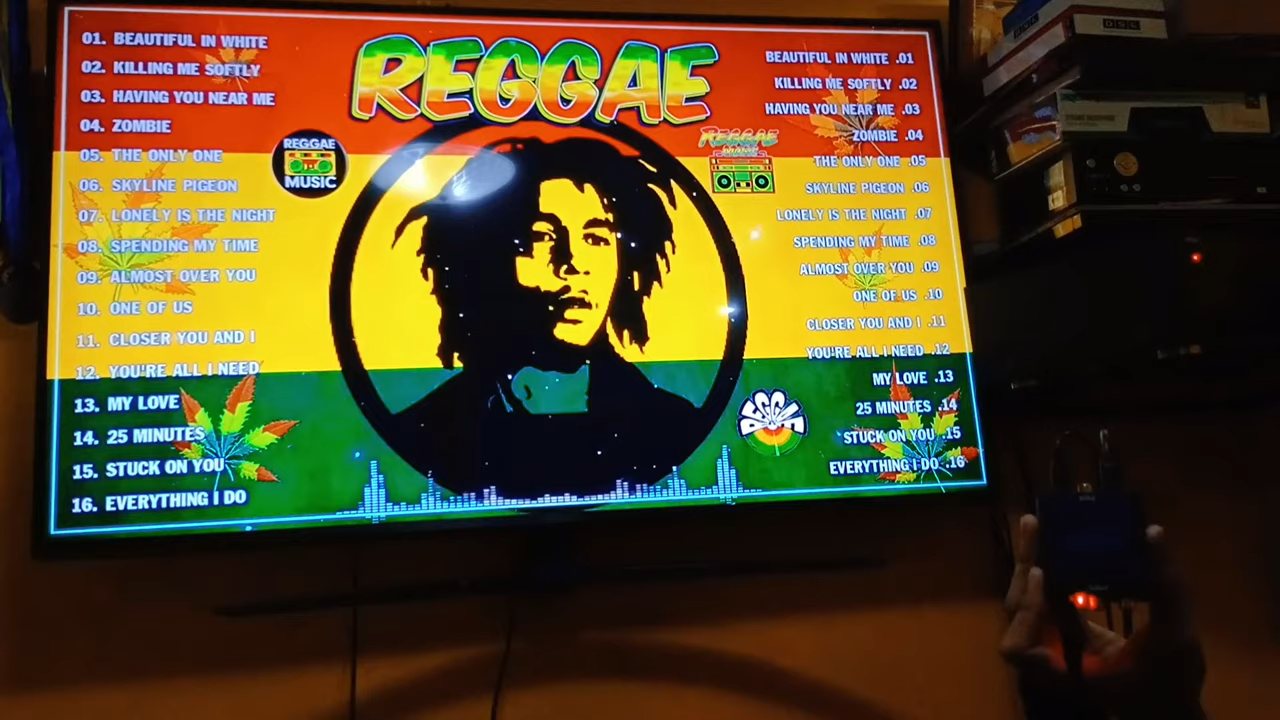 REGGAE
01. BEAUTIFUL IN WHITE
02. KILLING ME SOFTLY
03. HAVING YOU NEAR ME
04. ZOMBIE
05. THE ONLY ONE
06. SKYLINE PIGEON
07. LONELY IS THE NIGHT
08. SPENDING MY TIME
09. ALMOST OVER YOU
10. ONE OF US
11. CLOSER YOU AND I
12. YOU'RE ALL I NEED
13. MY LOVE
14. 25 MINUTES
15. STUCK ON YOU
16. EVERYTHING I DO
REGGAE
MUSIC
REGGAE
BEAUTIFUL IN WHITE .01
KILLING ME SOFTLY .02
HAVING YOU NEAR ME .03
ZOMBIE .04
THE ONLY ONE .05
SKYLINE PIGEON .06
LONELY IS THE NIGHT .07
SPENDING MY TIME .08
ALMOST OVER YOU .09
ONE OF US .10
CLOSER YOU AND I .11
YOU'RE ALL I NEED .12
MY LOVE .13
25 MINUTES .14
STUCK ON YOU .15
EVERYTHING I DO .16
REGGAE